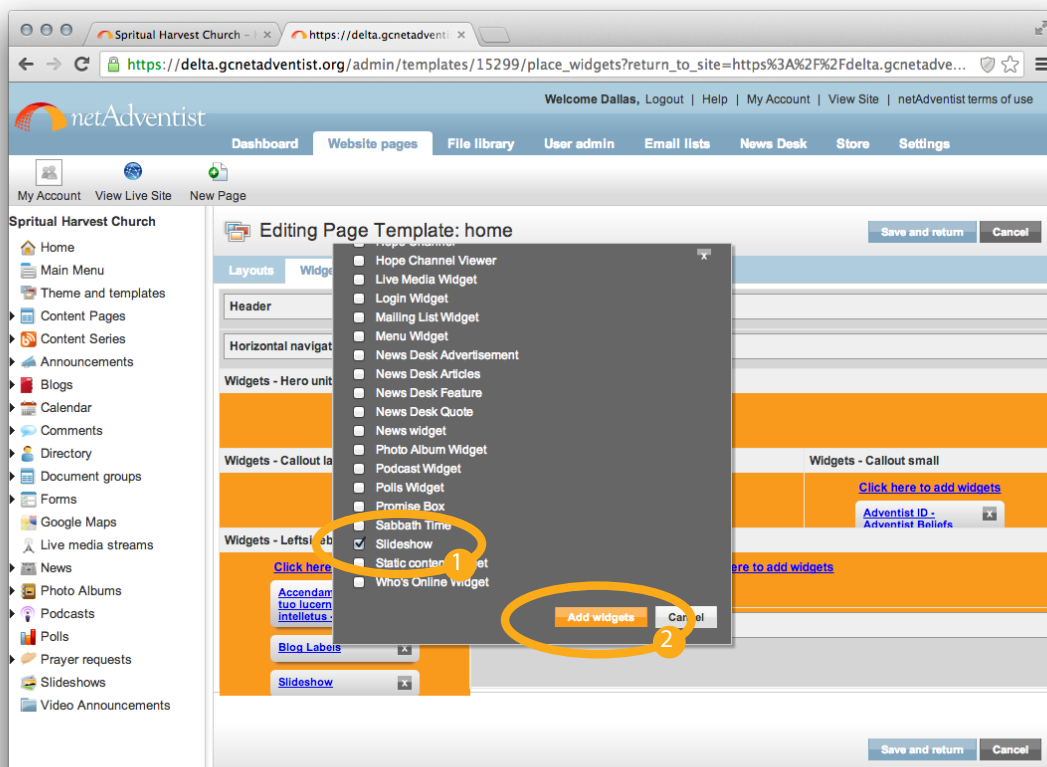 Spritual Harvest Church –
https://delta.gcnetadventi
https://delta.gcnetadventist.org/admin/templates/15299/place_widgets?return_to_site=https%3A%2F%2Fdelta.gcnetadve...
Welcome Dallas, Logout | Help | My Account | View Site | netAdventist terms of use
netAdventist
Dashboard Website pages File library User admin Email lists News Desk Store Settings
My Account View Live Site New Page
Spritual Harvest Church
Home
Main Menu
Theme and templates
Content Pages
Content Series
Announcements
Blogs
Calendar
Comments
Directory
Document groups
Forms
Google Maps
Live media streams
News
Photo Albums
Podcasts
Polls
Prayer requests
Slideshows
Video Announcements
Editing Page Template: home
Save and return Cancel
Layouts Widge
Header
Horizontal navigat
Widgets - Hero unit
Widgets - Callout la
Widgets - Callout small
Click here to add widgets
Adventist ID -
Adventist Beliefs
x
Widgets - Leftsideb
Click here
ere to add widgets
Accendam
tuo lucern
intelletus -
Blog Labels
x
Slideshow
x
x
Hope Channel
Hope Channel Viewer
Live Media Widget
Login Widget
Mailing List Widget
Menu Widget
News Desk Advertisement
News Desk Articles
News Desk Feature
News Desk Quote
News widget
Photo Album Widget
Podcast Widget
Polls Widget
Promise Box
Sabbath Time
Slideshow
1
Static content Widget
Who's Online Widget
Add widgets Cancel
2
Save and return Cancel